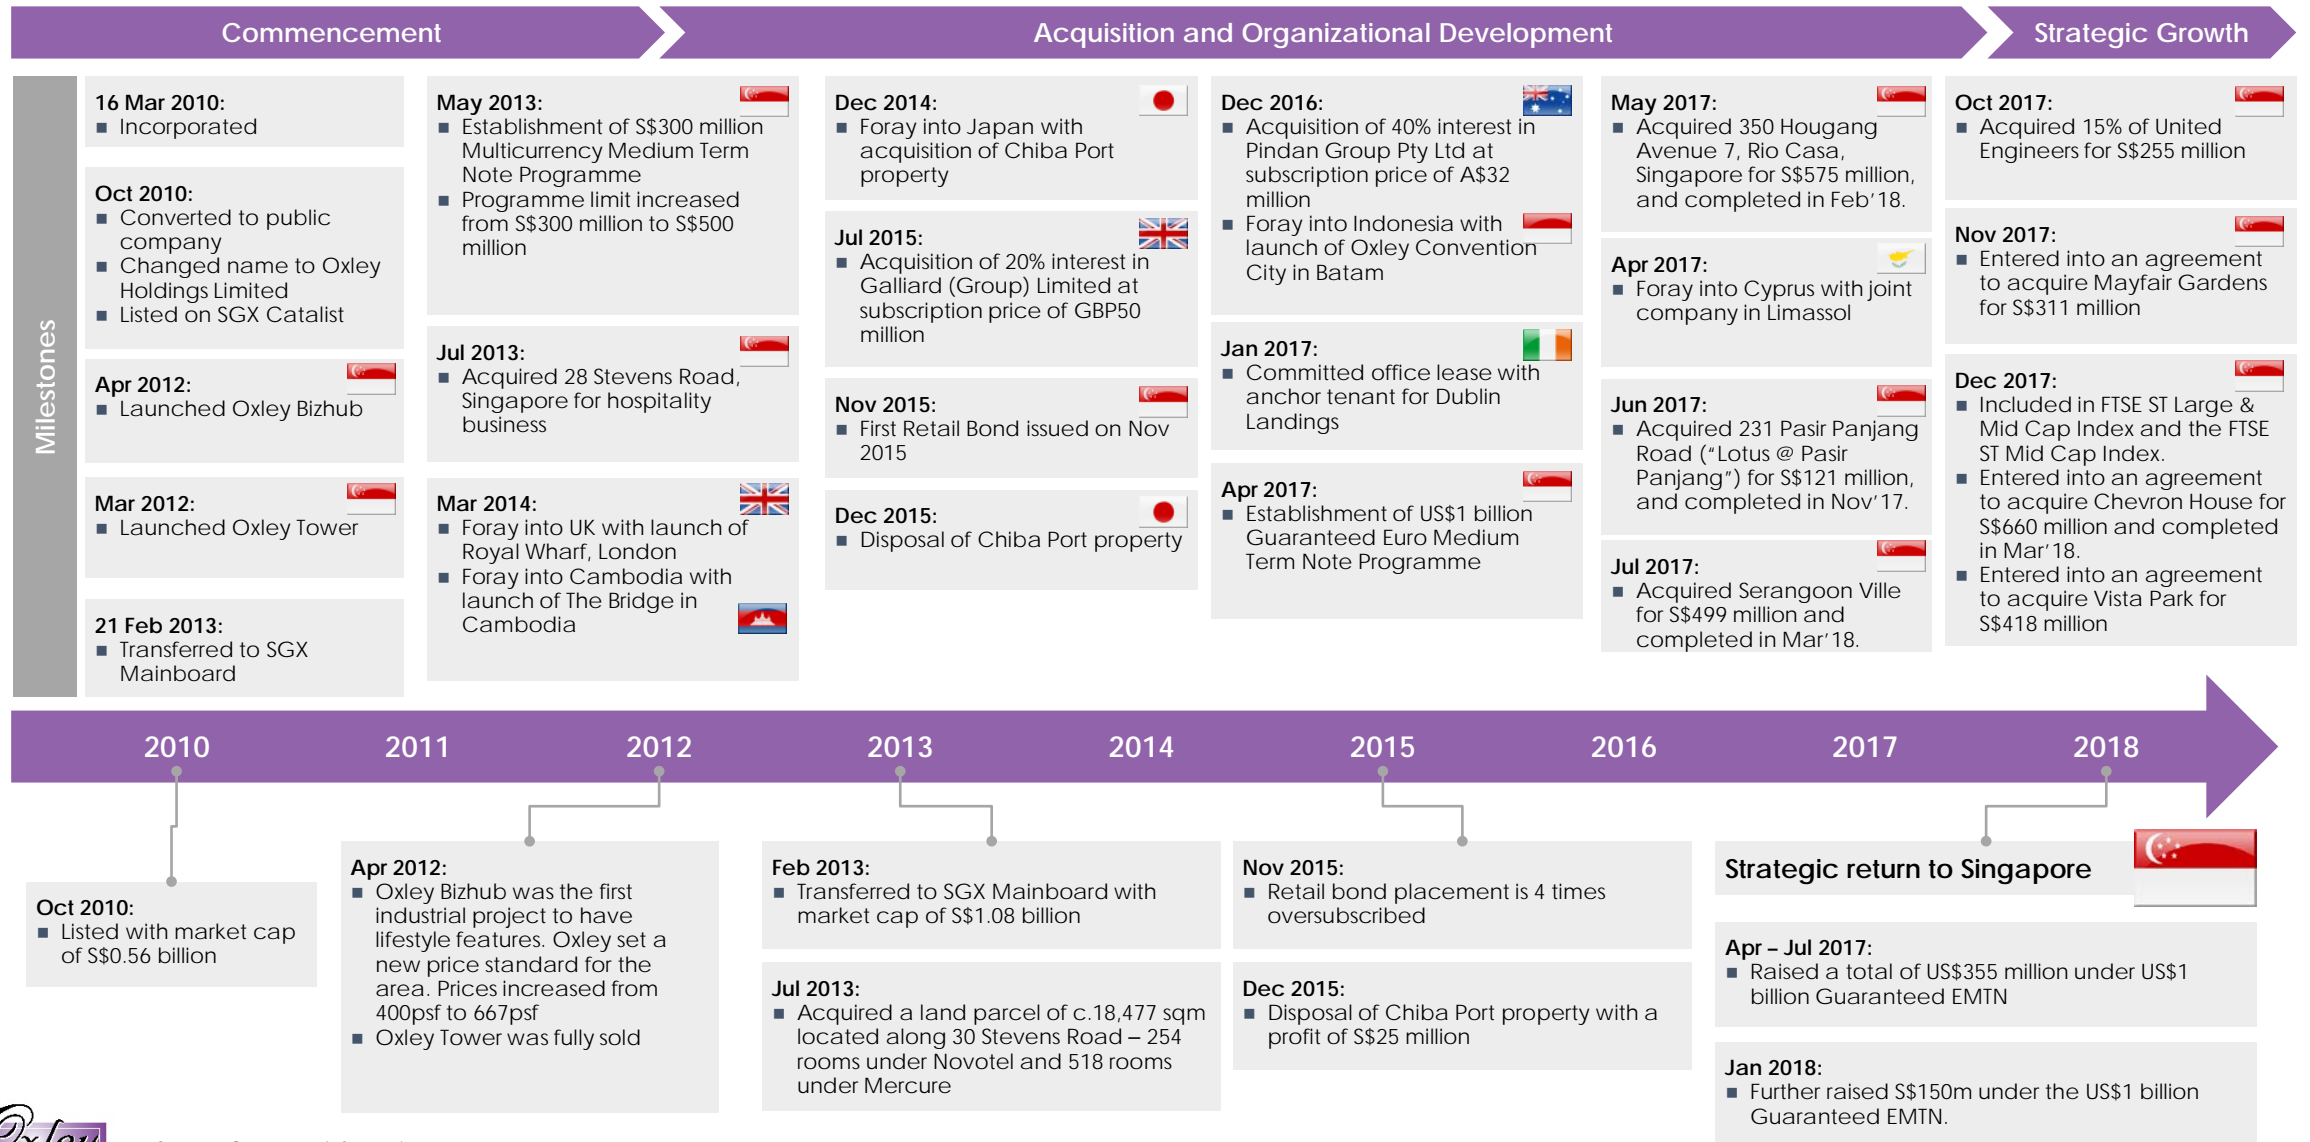 Commencement
Acquisition and Organizational Development
Strategic Growth
Milestones
16 Mar 2010:
■ Incorporated
Oct 2010:
■ Converted to public
company
■ Changed name to Oxley
Holdings Limited
■ Listed on SGX Catalist
Apr 2012:
■ Launched Oxley Bizhub
Mar 2012:
■ Launched Oxley Tower
21 Feb 2013:
■ Transferred to SGX
Mainboard
May 2013:
■ Establishment of S$300 million
Multicurrency Medium Term
Note Programme
■ Programme limit increased
from S$300 million to S$500
million
Jul 2013:
■ Acquired 28 Stevens Road,
Singapore for hospitality
business
Mar 2014:
■ Foray into UK with launch of
Royal Wharf, London
■ Foray into Cambodia with
launch of The Bridge in
Cambodia
Dec 2014:
■ Foray into Japan with
acquisition of Chiba Port
property
Jul 2015:
■ Acquisition of 20% interest in
Galliard (Group) Limited at
subscription price of GBP50
million
Nov 2015:
■ First Retail Bond issued on Nov
2015
Dec 2015:
■ Disposal of Chiba Port property
Dec 2016:
■ Acquisition of 40% interest in
Pindan Group Pty Ltd at
subscription price of A$32
million
■ Foray into Indonesia with
launch of Oxley Convention
City in Batam
Jan 2017:
■ Committed office lease with
anchor tenant for Dublin
Landings
Apr 2017:
■ Establishment of US$1 billion
Guaranteed Euro Medium
Term Note Programme
May 2017:
■ Acquired 350 Hougang
Avenue 7, Rio Casa,
Singapore for S$575 million,
and completed in Feb'18.
Apr 2017:
■ Foray into Cyprus with joint
company in Limassol
Jun 2017:
■ Acquired 231 Pasir Panjang
Road ("Lotus @ Pasir
Panjang") for S$121 million,
and completed in Nov'17.
Jul 2017:
■ Acquired Serangoon Ville
for S$499 million and
completed in Mar'18.
Oct 2017:
■ Acquired 15% of United
Engineers for S$255 million
Nov 2017:
■ Entered into an agreement
to acquire Mayfair Gardens
for S$311 million
Dec 2017:
■ Included in FTSE ST Large &
Mid Cap Index and the FTSE
ST Mid Cap Index.
■ Entered into an agreement
to acquire Chevron House for
S$660 million and completed
in Mar'18.
■ Entered into an agreement
to acquire Vista Park for
S$418 million
2010
2011
2012
2013
2014
2015
2016
2017
2018
Oct 2010:
■ Listed with market cap
of S$0.56 billion
Apr 2012:
■ Oxley Bizhub was the first
industrial project to have
lifestyle features. Oxley set a
new price standard for the
area. Prices increased from
400psf to 667psf
■ Oxley Tower was fully sold
Feb 2013:
■ Transferred to SGX Mainboard with
market cap of S$1.08 billion
Jul 2013:
■ Acquired a land parcel of c.18,477 sqm
located along 30 Stevens Road – 254
rooms under Novotel and 518 rooms
under Mercure
Nov 2015:
■ Retail bond placement is 4 times
oversubscribed
Dec 2015:
■ Disposal of Chiba Port property with a
profit of S$25 million
Strategic return to Singapore
Apr – Jul 2017:
■ Raised a total of US$355 million under US$1
billion Guaranteed EMTN
Jan 2018:
■ Further raised S$150m under the US$1 billion
Guaranteed EMTN.
Oxley